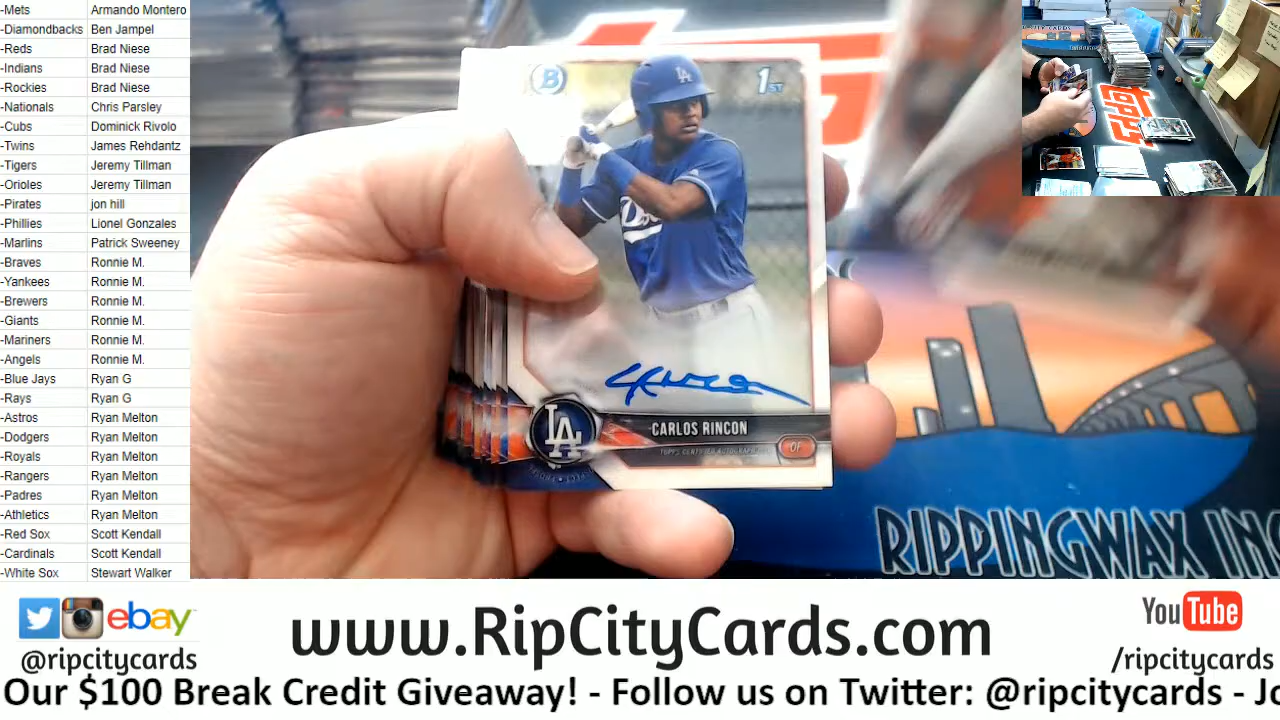 -Mets Armando Montero
-Diamondbacks Ben Jampel
-Reds Brad Niese
-Indians Brad Niese
-Rockies Brad Niese
-Nationals Chris Parsley
-Cubs Dominick Rivolo
-Twins James Rehdantz
-Tigers Jeremy Tillman
-Orioles Jeremy Tillman
-Pirates jon hill
-Phillies Lionel Gonzales
-Marlins Patrick Sweeney
-Braves Ronnie M.
-Yankees Ronnie M.
-Brewers Ronnie M.
-Giants Ronnie M.
-Mariners Ronnie M.
-Angels Ronnie M.
-Blue Jays Ryan G
-Rays Ryan G
-Astros Ryan Melton
-Dodgers Ryan Melton
-Royals Ryan Melton
-Rangers Ryan Melton
-Padres Ryan Melton
-Athletics Ryan Melton
-Red Sox Scott Kendall
-Cardinals Scott Kendall
-White Sox Stewart Walker
B
1ST
LA
LA
CARLOS RINCON
TOPPS CERTIFIED AUTOGRAPH
OF
RIPPINGWAX INC
ebay
@ripcitycards
www.RipCityCards.com
YouTube
/ripcitycards
Our $100 Break Credit Giveaway! - Follow us on Twitter: @ripcitycards - Jo